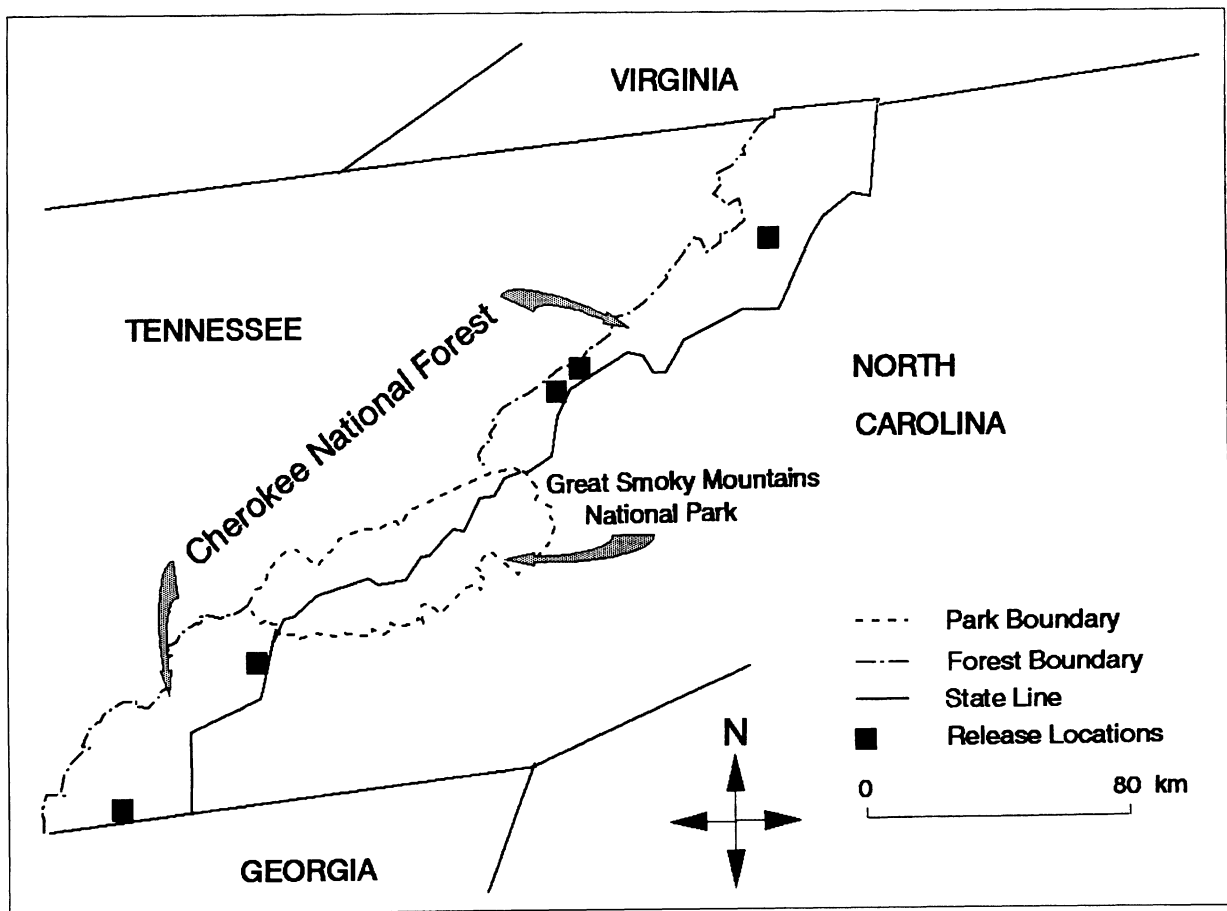 VIRGINIA
TENNESSEE
Cherokee National Forest
NORTH
CAROLINA
Great Smoky Mountains
National Park
Park Boundary
Forest Boundary
State Line
Release Locations
N
0 80 km
GEORGIA